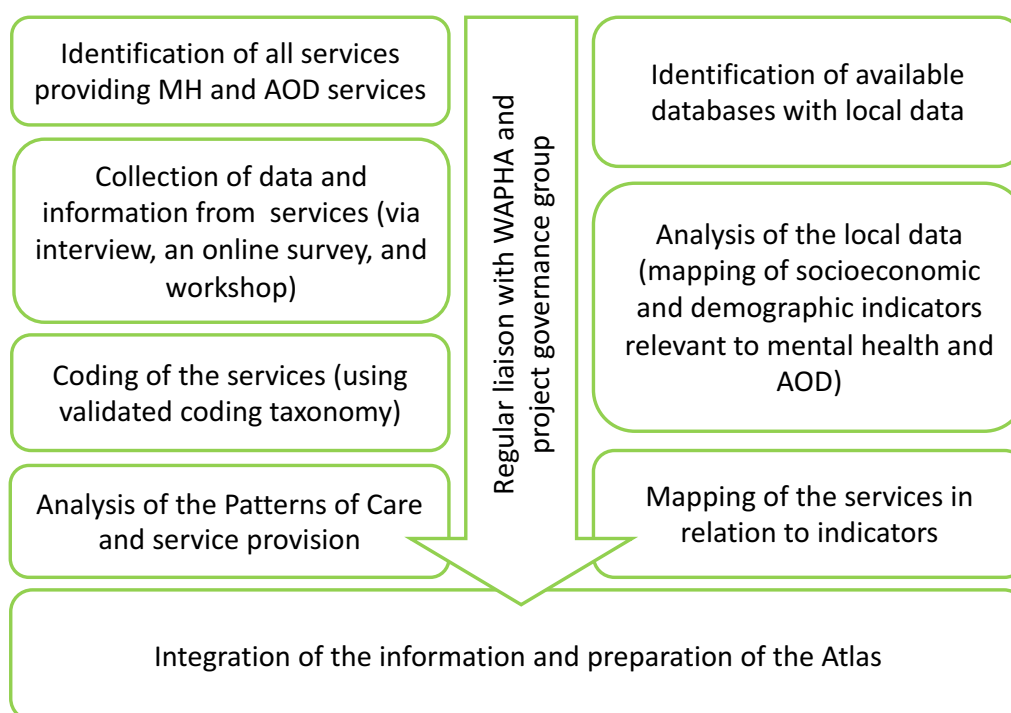 Identification of all services
providing MH and AOD services
Collection of data and
information from services (via
interview, an online survey, and
workshop)
Coding of the services (using
validated coding taxonomy)
Analysis of the Patterns of Care
and service provision
Regular liaison with WAPHA and
project governance group
Identification of available
databases with local data
Analysis of the local data
(mapping of socioeconomic
and demographic indicators
relevant to mental health and
AOD)
Mapping of the services in
relation to indicators
Integration of the information and preparation of the Atlas